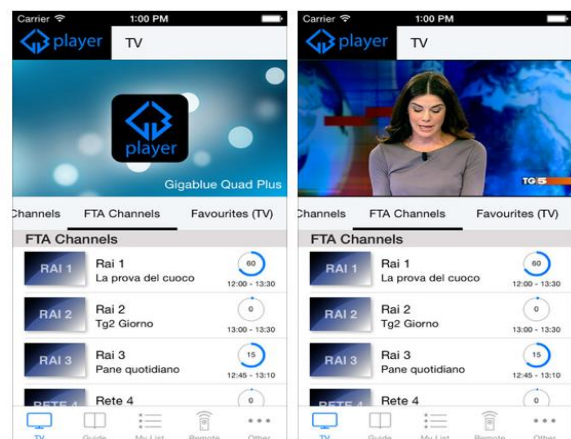 Carrier 1:00 PM
player TV
player
Gigablue Quad Plus
Channels FTA Channels Favourites (TV)
FTA Channels
RAI 1 Rai 1 60
La prova del cuoco 12:00 - 13:30
RAI 2 Rai 2 0
Tg2 Giorno 13:00 - 13:30
RAI 3 Rai 3 15
Pane quotidiano 12:45 - 13:10
RETE 4 Rete 4 0
TV Guide My List Remote Other
Carrier 1:00 PM
player TV
TG5
Channels FTA Channels Favourites (TV)
FTA Channels
RAI 1 Rai 1 60
La prova del cuoco 12:00 - 13:30
RAI 2 Rai 2 0
Tg2 Giorno 13:00 - 13:30
RAI 3 Rai 3 15
Pane quotidiano 12:45 - 13:10
RETE 4 Rete 4 0
TV Guide My List Remote Other